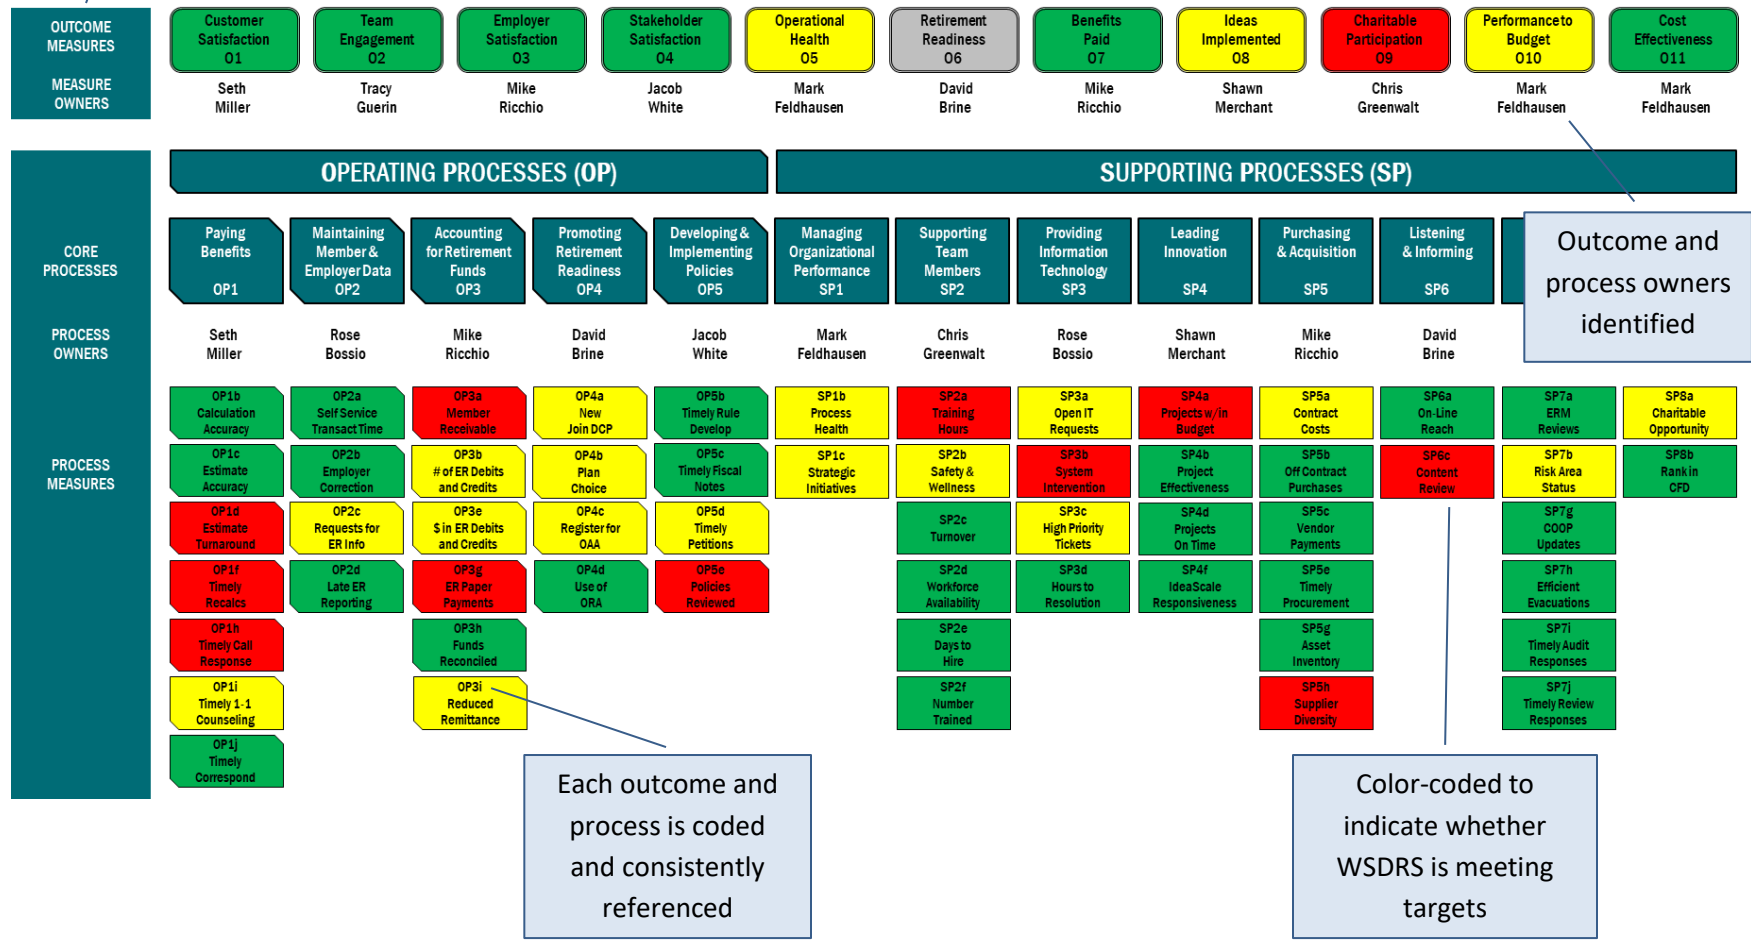 OUTCOME
MEASURES
Customer
Satisfaction
O1
Team
Engagement
O2
Employer
Satisfaction
O3
Stakeholder
Satisfaction
O4
Operational
Health
O5
Retirement
Readiness
O6
Benefits
Paid
O7
Ideas
Implemented
O8
Charitable
Participation
O9
Performance to
Budget
O10
Cost
Effectiveness
O11
MEASURE
OWNERS
Seth
Miller
Tracy
Guerin
Mike
Ricchio
Jacob
White
Mark
Feldhausen
David
Brine
Mike
Ricchio
Shawn
Merchant
Chris
Greenwalt
Mark
Feldhausen
Mark
Feldhausen
OPERATING PROCESSES (OP)
SUPPORTING PROCESSES (SP)
CORE
PROCESSES
Paying
Benefits
OP1
Maintaining
Member &
Employer Data
OP2
Accounting
for Retirement
Funds
OP3
Promoting
Retirement
Readiness
OP4
Developing &
Implementing
Policies
OP5
Managing
Organizational
Performance
SP1
Supporting
Team
Members
SP2
Providing
Information
Technology
SP3
Leading
Innovation
SP4
Purchasing
& Acquisition
SP5
Listening
& Informing
SP6
Outcome and
process owners
identified
PROCESS
OWNERS
Seth
Miller
Rose
Bossio
Mike
Ricchio
David
Brine
Jacob
White
Mark
Feldhausen
Chris
Greenwalt
Rose
Bossio
Shawn
Merchant
Mike
Ricchio
David
Brine
PROCESS
MEASURES
OP1b
Calculation
Accuracy
OP1c
Estimate
Accuracy
OP1d
Estimate
Turnaround
OP1f
Timely
Recalcs
OP1h
Timely Call
Response
OP1i
Timely 1-1
Counseling
OP1j
Timely
Correspond
OP2a
Self Service
Transact Time
OP2b
Employer
Correction
OP2c
Requests for
ER Info
OP2d
Late ER
Reporting
OP3a
Member
Receivable
OP3b
# of ER Debits
and Credits
OP3e
$ in ER Debits
and Credits
OP3g
ER Paper
Payments
OP3h
Funds
Reconciled
OP3i
Reduced
Remittance
OP4a
New
Join DCP
OP4b
Plan
Choice
OP4c
Register for
OAA
OP4d
Use of
ORA
OP5b
Timely Rule
Develop
OP5c
Timely Fiscal
Notes
OP5d
Timely
Petitions
OP5e
Policies
Reviewed
SP1b
Process
Health
SP1c
Strategic
Initiatives
SP2a
Training
Hours
SP2b
Safety &
Wellness
SP2c
Turnover
SP2d
Workforce
Availability
SP2e
Days to
Hire
SP2f
Number
Trained
SP3a
Open IT
Requests
SP3b
System
Intervention
SP3c
High Priority
Tickets
SP3d
Hours to
Resolution
SP4a
Projects w/in
Budget
SP4b
Project
Effectiveness
SP4d
Projects
On Time
SP4f
IdeaScale
Responsiveness
SP5a
Contract
Costs
SP5b
Off Contract
Purchases
SP5c
Vendor
Payments
SP5e
Timely
Procurement
SP5g
Asset
Inventory
SP5h
Supplier
Diversity
SP6a
On-Line
Reach
SP6c
Content
Review
SP7a
ERM
Reviews
SP7b
Risk Area
Status
SP7g
COOP
Updates
SP7h
Efficient
Evacuations
SP7i
Timely Audit
Responses
SP7j
Timely Review
Responses
SP8a
Charitable
Opportunity
SP8b
Rank in
CFD
Each outcome and
process is coded
and consistently
referenced
Color-coded to
indicate whether
WSDRS is meeting
targets